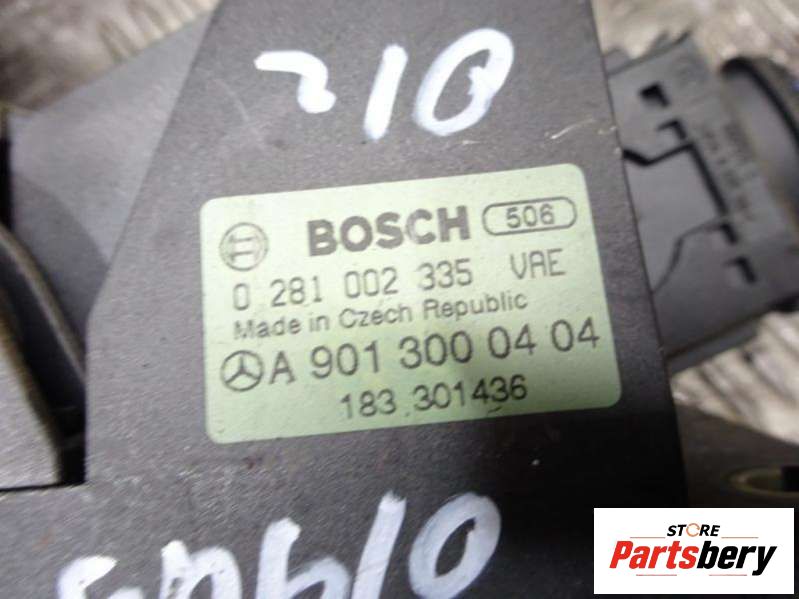 210
BOSCH 506
0 281 002 335 VAE
Made in Czech Republic
A 901 300 04 04
183 301436
STORE
Partsbery